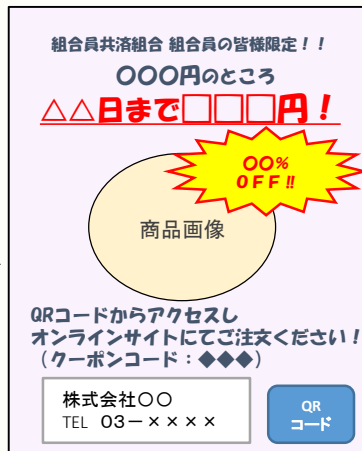 組合員共済組合 組合員の皆様限定！！
〇〇〇円のところ
△△日まで□□□円！
〇〇%
OFF‼
商品画像
QRコードからアクセスし
オンラインサイトにてご注文ください！
（クーポンコード：◆◆◆）
株式会社〇〇
TEL 03－××××
QR
コード